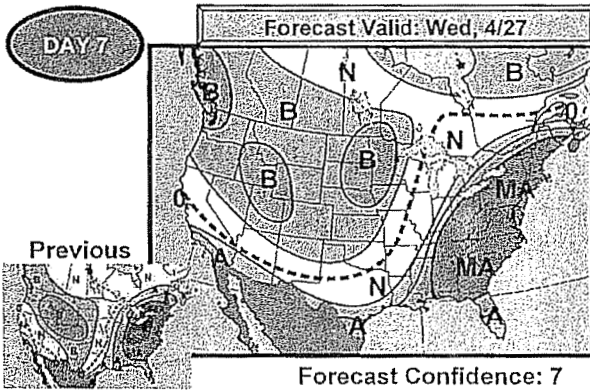 DAY 7
Forecast Valid: Wed, 4/27
N
B
B
B
0
N
B
B
MA
0
A
MA
N
A
A
Previous
Forecast Confidence: 7